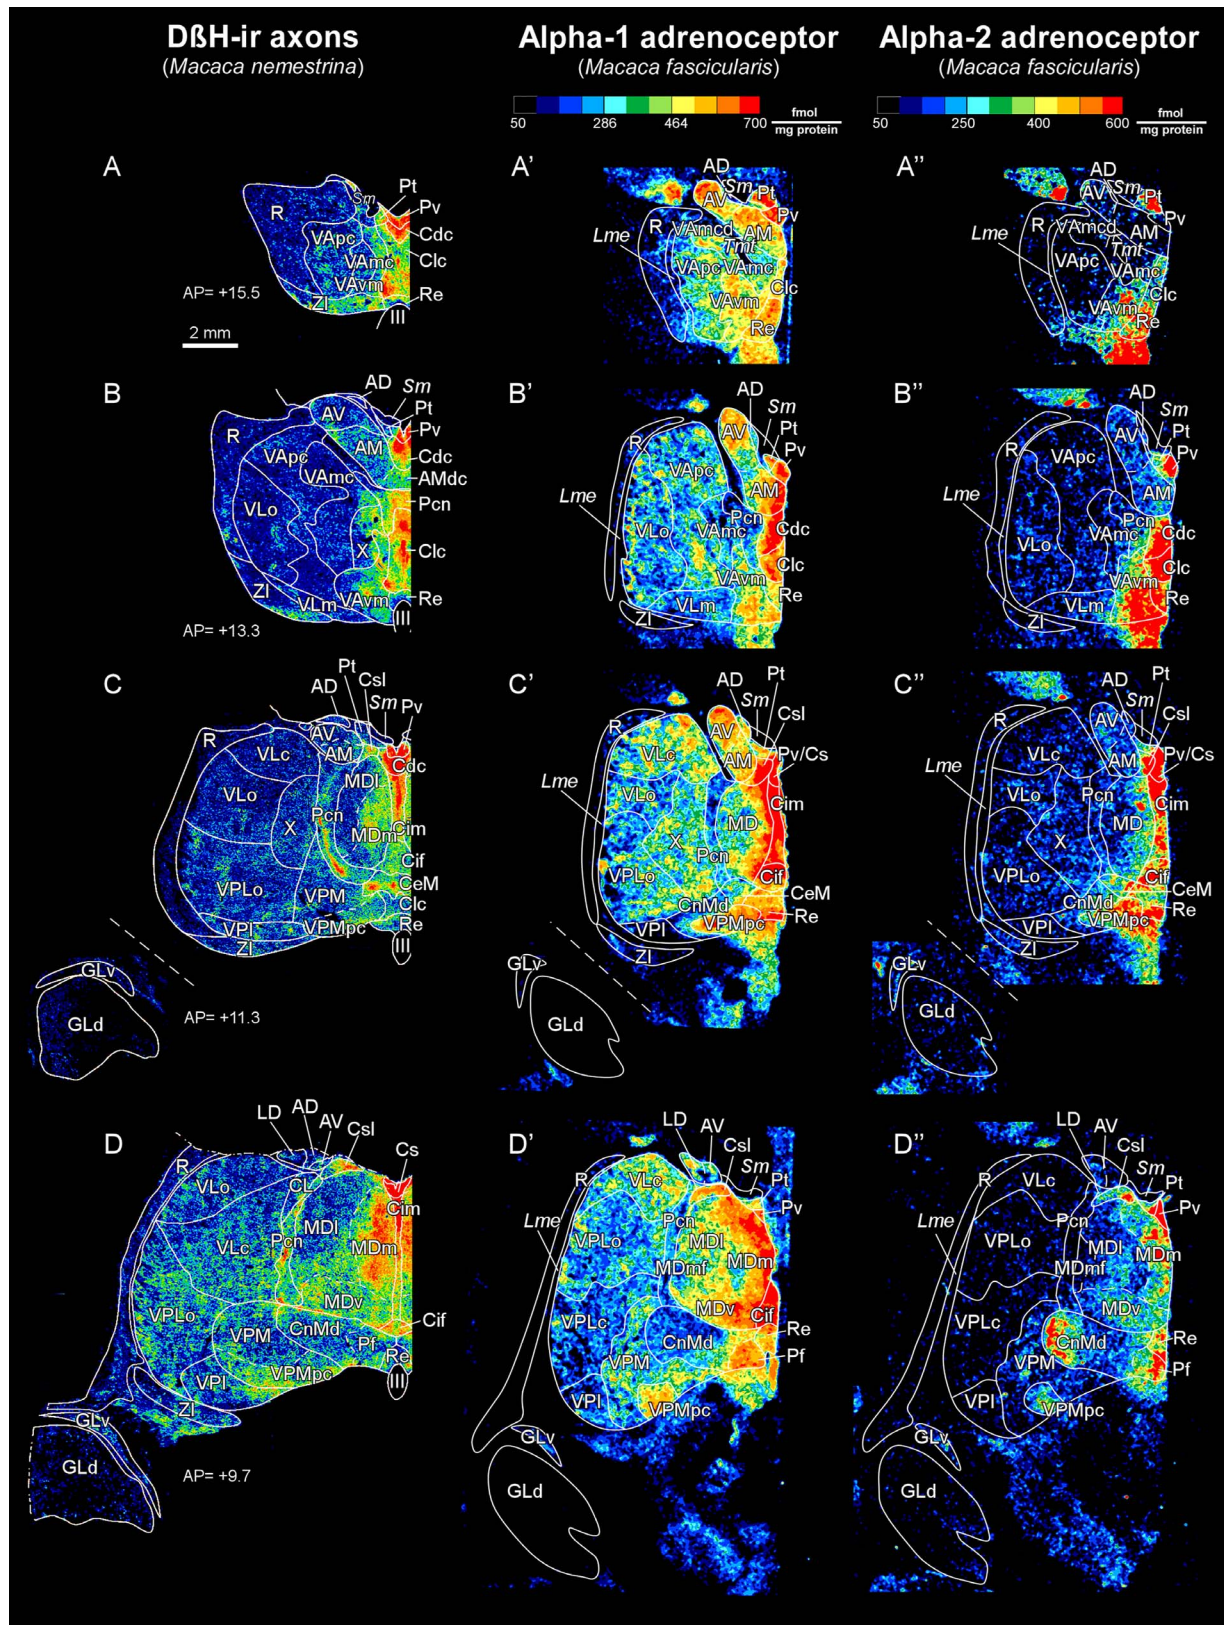 DßH-ir axons
(Macaca nemestrina)
Alpha-1 adrenoceptor
(Macaca fascicularis)
Alpha-2 adrenoceptor
(Macaca fascicularis)
50 286 464 700 fmol
mg protein
50 250 400 600 fmol
mg protein
A
Sm
Pt
Pv
R
Cdc
VApc
Clc
VAmc
VAvm
AP= +15.5
ZI
Re
III
2 mm
A'
AD
Sm
Pt
AV
Pv
R
VAmcd
AM
Lme
Tmt
VApc
VAmc
Clc
VAvm
Re
A''
AD
Sm
Pt
AV
Pv
R
VAmcd
AM
Lme
Tmt
VApc
VAmc
Clc
VAvm
Re
B
AD
Sm
AV
Pt
R
Pv
AM
VApc
Cdc
VAmc
AMdc
Pcn
VLo
Clc
X
ZI
VLm
VAvm
Re
III
AP= +13.3
B'
AD
Sm
AV
Pt
R
Pv
VApc
AM
Lme
Pcn
VLo
VAmc
Cdc
Clc
VAvm
Re
VLm
ZI
B''
AD
Sm
AV
Pt
R
Pv
VApc
AM
Lme
Pcn
VAmc
Cdc
VLo
Clc
VAvm
Re
VLm
ZI
C
Pt
Csl
AD
Sm
Pv
R
AV
AM
VLc
Cdc
MDl
VLo
Pcn
X
MDm
Cim
Cif
VPLo
VPM
CeM
Clc
VPI
VPMpc
Re
ZI
III
GLv
GLd
AP= +11.3
C'
Pt
AD
Sm
Csl
R
AV
VLc
AM
Pv/Cs
Lme
VLo
Cim
MD
X
Pcn
VPLo
Cif
CeM
CnMd
Re
VPI
VPMpc
ZI
GLv
GLd
C''
Pt
AD
Sm
Csl
R
AV
VLc
AM
Pv/Cs
Lme
VLo
Pcn
Cim
MD
X
VPLo
Cif
CeM
CnMd
Re
VPI
VPMpc
ZI
GLv
GLd
D
LD
AD
AV
Csl
Cs
R
VLo
CL
Cim
MDl
Pcn
VLc
MDm
MDv
VPLo
Cif
VPM
CnMd
Pf
Re
VPI
VPMpc
III
ZI
GLv
GLd
AP= +9.7
D'
LD
AV
Csl
Sm
R
VLc
Pt
Pv
Lme
Pcn
VPLo
MDl
MDm
MDmf
MDv
VPLc
Cif
CnMd
Re
VPM
Pf
VPI
VPMpc
GLv
GLd
D''
LD
AV
Csl
Sm
R
VLc
Pt
Pv
Lme
Pcn
VPLo
MDl
MDm
MDmf
MDv
VPLc
CnMd
Re
VPM
Pf
VPI
VPMpc
GLv
GLd